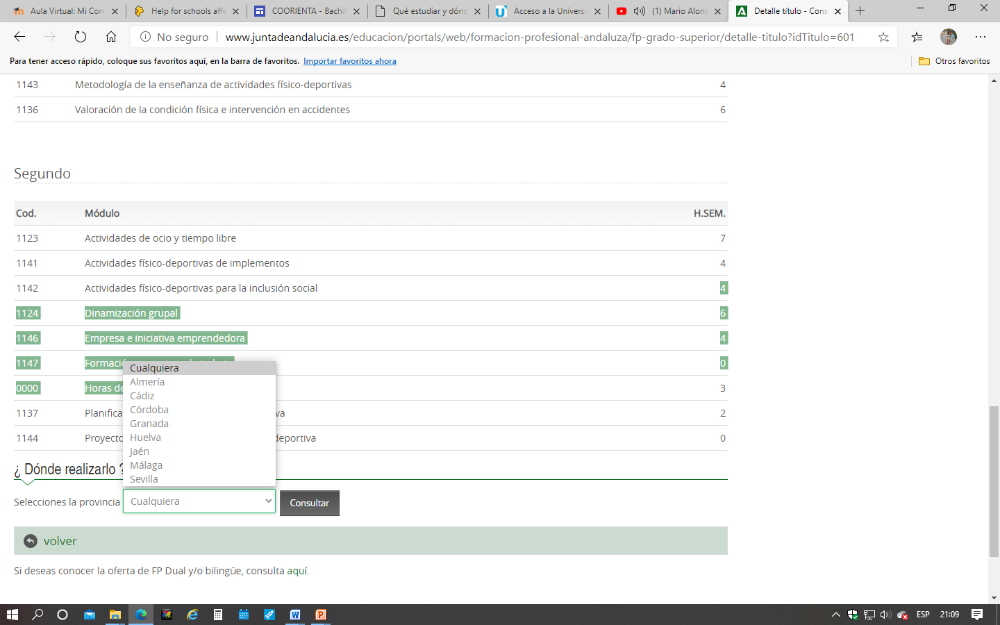 Aula Virtual: Mi Corr
Help for schools affe
COORIENTA - Bachil
Qué estudiar y dónd
Acceso a la Universi
(1) Mario Alons
Detalle título - Cons
No seguro
www.juntadeandalucia.es/educacion/portals/web/formacion-profesional-andaluza/fp-grado-superior/detalle-titulo?idTitulo=601
Para tener acceso rápido, coloque sus favoritos aquí, en la barra de favoritos. Importar favoritos ahora
Otros favoritos
1143 Metodología de la enseñanza de actividades físico-deportivas 4
1136 Valoración de la condición física e intervención en accidentes 6
Segundo
Cod. Módulo H.SEM.
1123 Actividades de ocio y tiempo libre 7
1141 Actividades físico-deportivas de implementos 4
1142 Actividades físico-deportivas para la inclusión social 4
1124 Dinamización grupal 6
1146 Empresa e iniciativa emprendedora 4
1147 Formació 0
0000 Horas de 3
1137 Planifica va 2
1144 Proyecto deportiva 0
Cualquiera
Almería
Cádiz
Córdoba
Granada
Huelva
Jaén
Málaga
Sevilla
¿ Dónde realizarlo ?
Selecciones la provincia Cualquiera Consultar
volver
Si deseas conocer la oferta de FP Dual y/o bilingüe, consulta aquí.
ESP 21:09